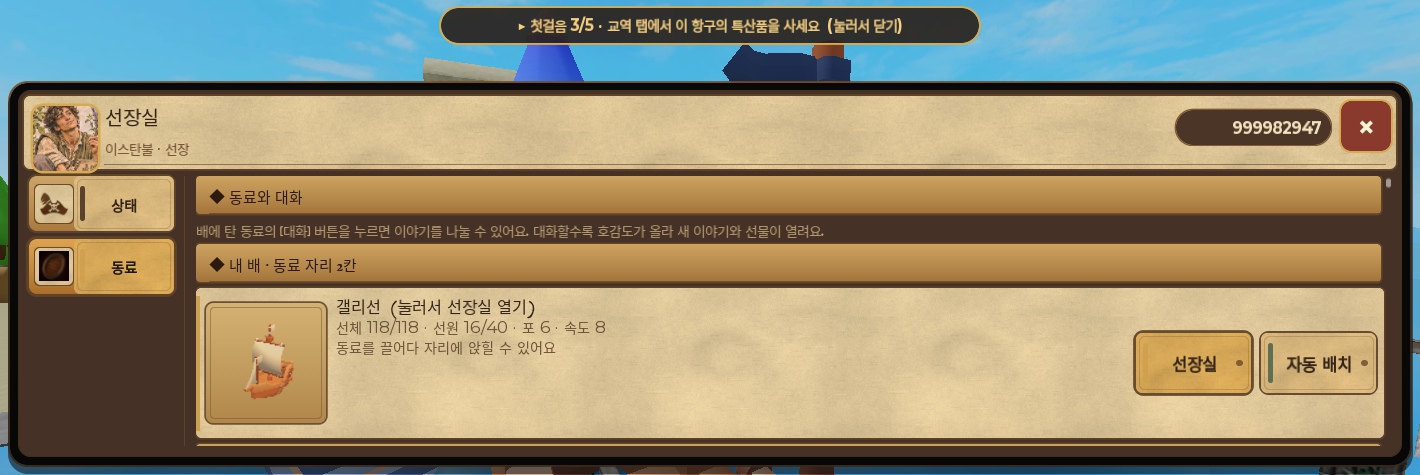 ▸ 첫걸음 3/5 · 교역 탭에서 이 항구의 특산품을 사세요 (눌러서 닫기)
선장실
999982947
×
이스탄불 · 선장
상태
동료
◆ 동료와 대화
배에 탄 동료의 [대화] 버튼을 누르면 이야기를 나눌 수 있어요. 대화할수록 호감도가 올라 새 이야기와 선물이 열려요.
◆ 내 배 · 동료 자리 2칸
갤리선 (눌러서 선장실 열기)
선체 118/118 · 선원 16/40 · 포 6 · 속도 8
동료를 끌어다 자리에 앉힐 수 있어요
선장실
자동 배치